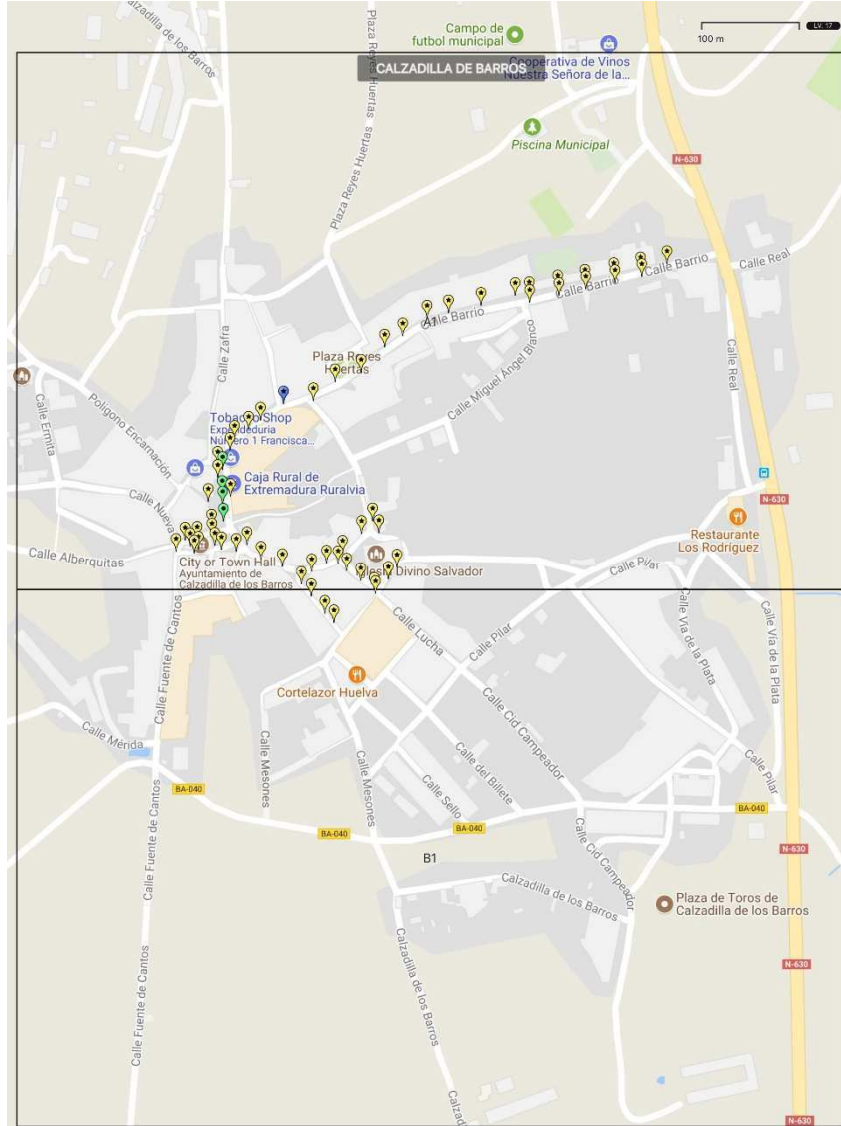 Calzadilla de los Barros
Campo de
futbol municipal
100 m
LV. 17
CALZADILLA DE BARROS
Cooperativa de Vinos
Nuestra Señora de la...
Plaza Reyes Huertas
Piscina Municipal
N-630
Plaza Reyes Huertas
Calle Real
Calle Barrio
Calle Barrio
Calle Barrio
A1
Calle Zafra
Plaza Reyes
Huertas
Calle Miguel Angel Blanco
Calle Real
Calle Ermita
Polígono Encarnación
Tobacco Shop
Expendeduria
Número 1 Francisca...
Caja Rural de
Extremadura Ruralvia
Calle Nueva
N-630
Restaurante
Los Rodríguez
Calle Alberquitas
City or Town Hall
Ayuntamiento de
Calzadilla de los Barros
Iglesia Divino Salvador
Calle Pilar
Calle Fuente de Cantos
Calle Lucha
Calle Pilar
Calle Vía de la Plata
Calle Vía de la Plata
Cortelazor Huelva
Calle Mérida
Calle Mesones
Calle Mesones
Calle Cid Campeador
Calle del Billete
Calle Sello
Calle Pilar
BA-040
BA-040
BA-040
BA-040
Calle Fuente de Cantos
B1
Calle Cid Campeador
N-630
Calzadilla de los Barros
Plaza de Toros de
Calzadilla de los Barros
Calzadilla de los Barros
N-630
Calle Fuente de Cantos
N-630